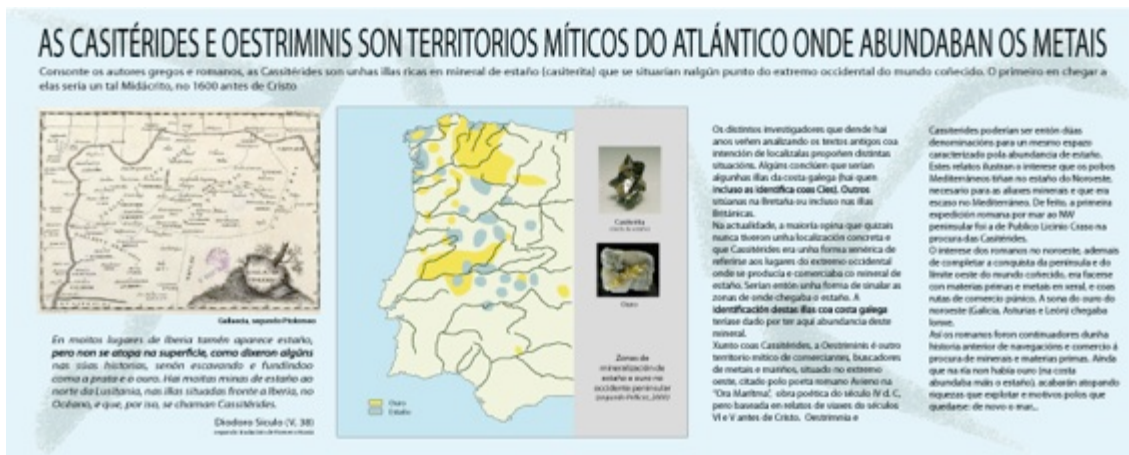 AS CASITÉRIDES E OESTRIMINIS SON TERRITORIOS MÍTICOS DO ATLÁNTICO ONDE ABUNDABAN OS METAIS
Consonte os autores gregos e romanos, as Cassitérides son unhas illas ricas en mineral de estaño (casiterita) que se situarían nalgún punto do extremo occidental do mundo coñecido. O primeiro en chegar a
elas sería un tal Midácrito, no 1600 antes de Cristo
Gallaecia, segundo Ptolomeo
En moitos lugares de Iberia tamén aparece estaño,
pero non se atopa na superficie, como dixeron algúns
nas súas historias, senón escavando e fundíndoo
coma a prata e o ouro. Hai moitas minas de estaño ao
norte da Lusitania, nas illas situadas fronte a Iberia, no
Océano, e que, por iso, se chaman Cassitérides.
Diodoro Sículo (V, 38)
Ouro
Estaño
Casiterita
Ouro
Zonas de
mineralización de
estaño e ouro no
occidente peninsular
Os distintos investigadores que dende hai
anos veñen analizando os textos antigos coa
intención de localizalas propoñen distintas
situacións. Algúns conclúen que serían
algunhas illas da costa galega (hai quen
incluso as identifica coas Cíes). Outros
sitúanas na Bretaña ou incluso nas illas
Británicas.
Na actualidade, a maioría opina que quizais
nunca tiveron unha localización concreta e
que Cassitérides era unha forma xenérica de
referirse aos lugares do extremo occidental
onde se producía e comerciaba co mineral de
estaño. Serían entón unha forma de sinalar as
zonas de onde chegaba o estaño. A
identificación destas illas coa costa galega
teríase dado por ter aquí abundancia deste
mineral.
Xunto coas Cassitérides, a Oestriminis é outro
territorio mítico de comerciantes, buscadores
de metais e mariños, situado no extremo
oeste, citado polo poeta romano Avieno na
"Ora Marítima", obra poética do século IV d. C,
pero baseada en relatos de viaxes do séculos
VI e V antes de Cristo. Oestrimnia e
Cassiterides poderían ser entón dúas
denominacións para un mesmo espazo
caracterizado pola abundancia de estaño.
Estes relatos ilustran o interese que os pobos
Mediterráneos tiñan no estaño do Noroeste,
necesario para as aliaxes minerais e que era
escaso no Mediterráneo. De feito, a primeira
expedición romana por mar ao NW
peninsular foi a de Publico Licinio Craso na
procura das Casitérides.
O interese dos romanos no noroeste, ademais
de completar a conquista da península e do
límite oeste do mundo coñecido, era facerse
con materias primas e metais en xeral, e coas
rutas de comercio púnico. A sona do ouro do
noroeste (Galicia, Asturias e León) chegaba
lonxe.
Así os romanos foron continuadores dunha
historia anterior de navegacións e comercio á
procura de minerais e materias primas. Ainda
que na ría non había ouro (na costa
abundaba máis o estaño), acabarán atopando
riquezas que explotar e motivos polos que
quedarse: de novo o mar...